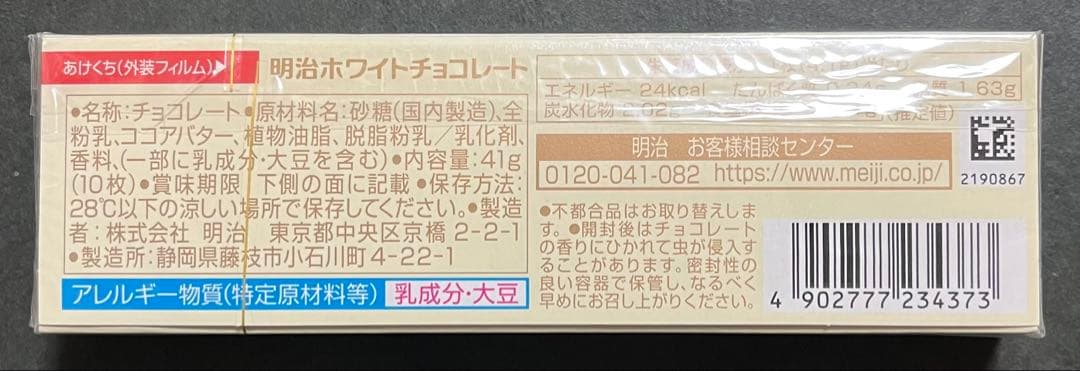 あけくち(外装フィルム)▶
明治ホワイトチョコレート
•名称:チョコレート•原材料名:砂糖(国内製造)、全
粉乳、ココアバター、植物油脂、脱脂粉乳／乳化剤、
香料、(一部に乳成分・大豆を含む)•内容量:41g
(10枚)•賞味期限 下側の面に記載•保存方法:
28℃以下の涼しい場所で保存してください。•製造
者:株式会社 明治 東京都中央区京橋2-2-1
•製造所:静岡県藤枝市小石川町4-22-1
アレルギー物質(特定原材料等) 乳成分・大豆
エネルギー 24kcal たんぱく質 1.63g
炭水化物 2.02g (推定値)
明治 お客様相談センター
0120-041-082 https://www.meiji.co.jp/
•不都合品はお取り替えしま
す。•開封後はチョコレート
の香りにひかれて虫が侵入す
ることがあります。密封性の
良い容器で保管し、なるべく
早めにお召し上がりください。
2190867
4 902777 234373